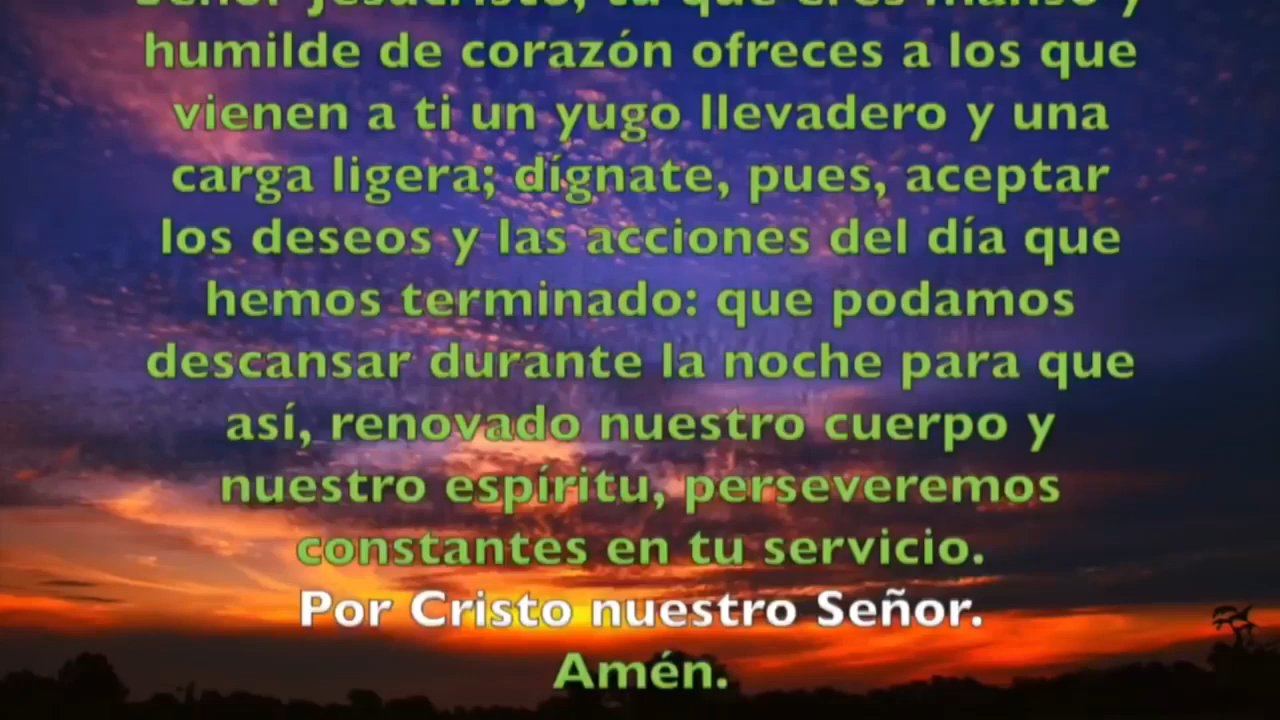 Señor Jesucristo, tú que eres manso y
humilde de corazón ofreces a los que
vienen a ti un yugo llevadero y una
carga ligera; dígnate, pues, aceptar
los deseos y las acciones del día que
hemos terminado: que podamos
descansar durante la noche para que
así, renovado nuestro cuerpo y
nuestro espíritu, perseveremos
constantes en tu servicio.
Por Cristo nuestro Señor.
Amén.